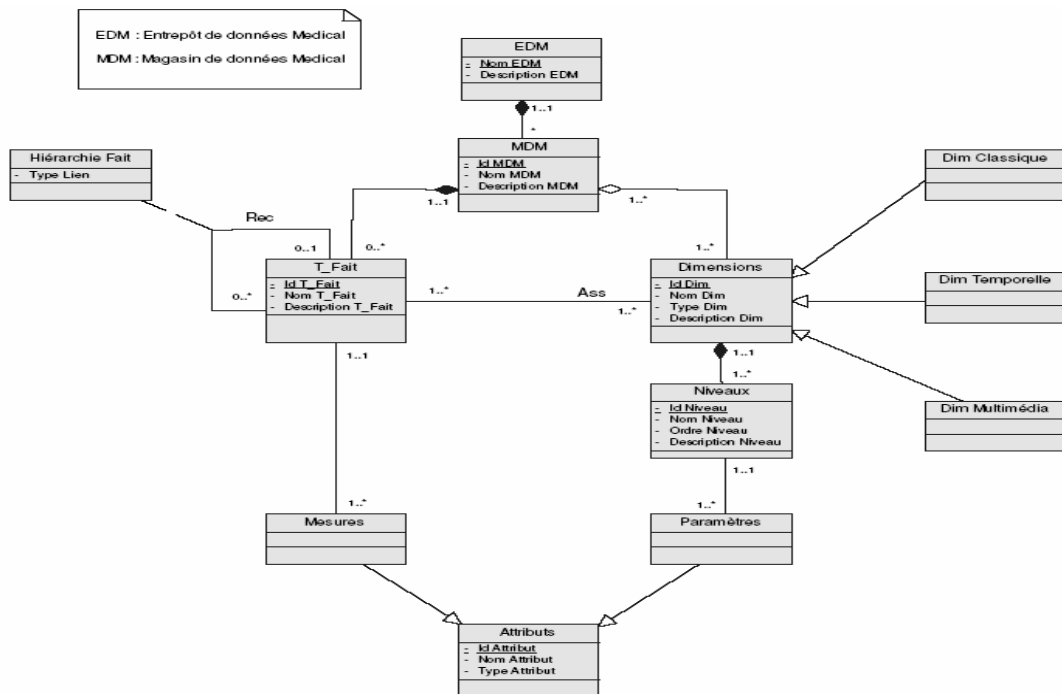 EDM : Entrepôt de données Medical
MDM : Magasin de données Medical
EDM
- Nom EDM
- Description EDM
1..1
*
MDM
- Id MDM
- Nom MDM
- Description MDM
1..1
1..*
Hiérarchie Fait
- Type Lien
Rec
0..1
0..*
0..*
T_Fait
- Id T_Fait
- Nom T_Fait
- Description T_Fait
1..*
Ass
1..*
1..*
Dimensions
- Id Dim
- Nom Dim
- Type Dim
- Description Dim
Dim Classique
Dim Temporelle
Dim Multimédia
1..1
1..1
1..*
Niveaux
- Id Niveau
- Nom Niveau
- Ordre Niveau
- Description Niveau
1..1
1..*
1..*
Mesures
Paramètres
Attributs
- Id Attribut
- Nom Attribut
- Type Attribut